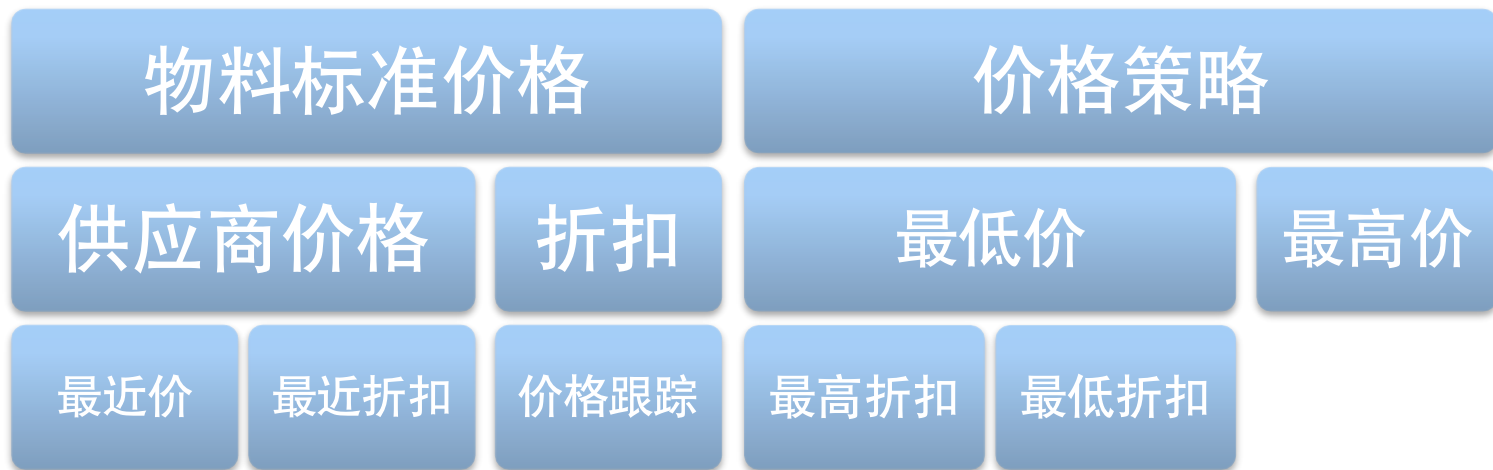 物料标准价格
价格策略
供应商价格
折扣
最低价
最高价
最近价
最近折扣
价格跟踪
最高折扣
最低折扣